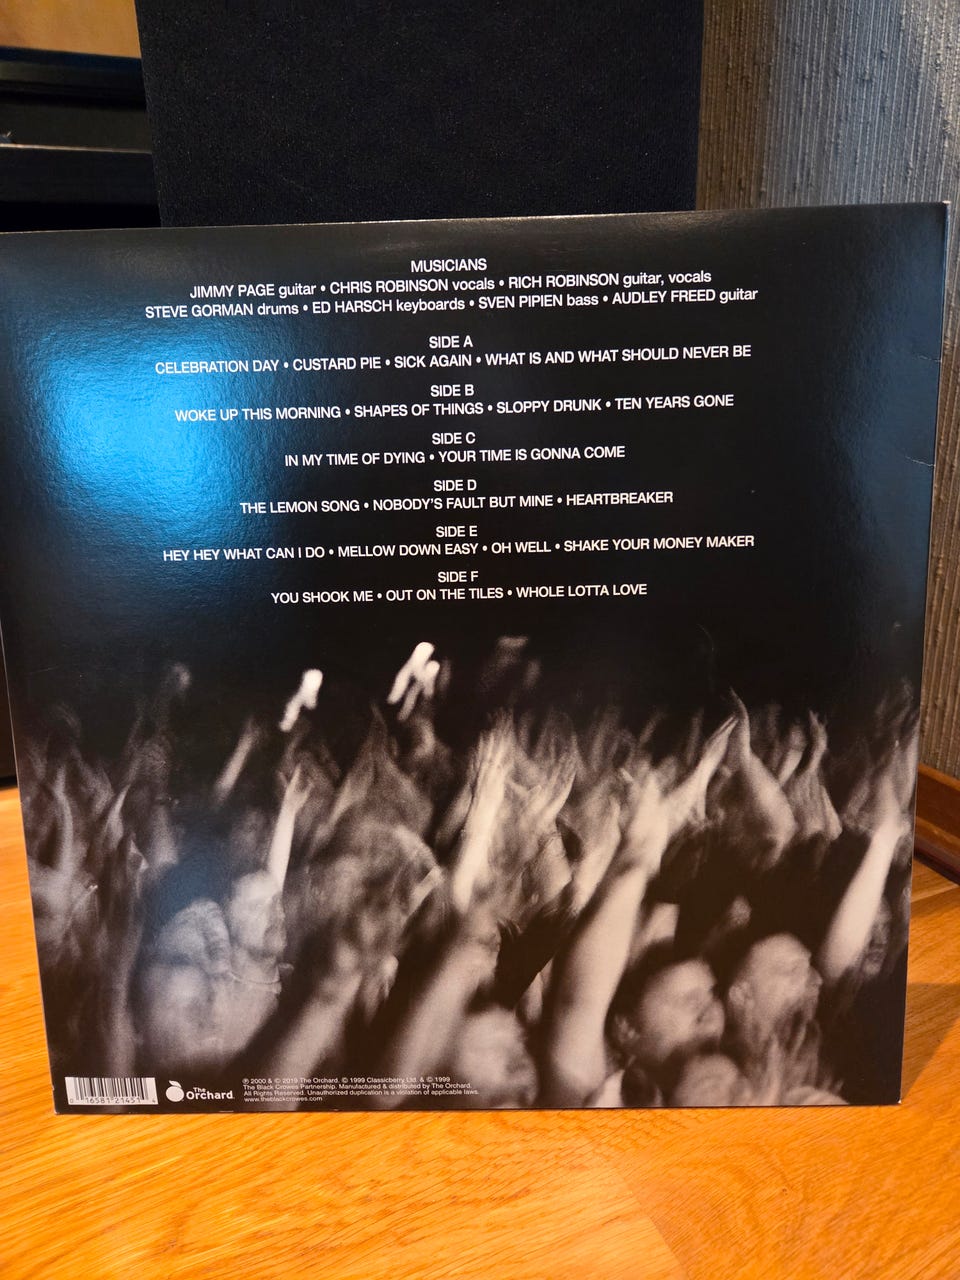 MUSICIANS
JIMMY PAGE guitar • CHRIS ROBINSON vocals • RICH ROBINSON guitar, vocals
STEVE GORMAN drums • ED HARSCH keyboards • SVEN PIPIEN bass • AUDLEY FREED guitar
SIDE A
CELEBRATION DAY • CUSTARD PIE • SICK AGAIN • WHAT IS AND WHAT SHOULD NEVER BE
SIDE B
WOKE UP THIS MORNING • SHAPES OF THINGS • SLOPPY DRUNK • TEN YEARS GONE
SIDE C
IN MY TIME OF DYING • YOUR TIME IS GONNA COME
SIDE D
THE LEMON SONG • NOBODY'S FAULT BUT MINE • HEARTBREAKER
SIDE E
HEY HEY WHAT CAN I DO • MELLOW DOWN EASY • OH WELL • SHAKE YOUR MONEY MAKER
SIDE F
YOU SHOOK ME • OUT ON THE TILES • WHOLE LOTTA LOVE
0 16581 21451 4
The Orchard
℗ 2000 & © 2019 The Orchard. © 1999 Classicberry Ltd. & © 1999
The Black Crowes Partnership. Manufactured & distributed by The Orchard.
All Rights Reserved. Unauthorized duplication is a violation of applicable laws.
www.theblackcrowes.com